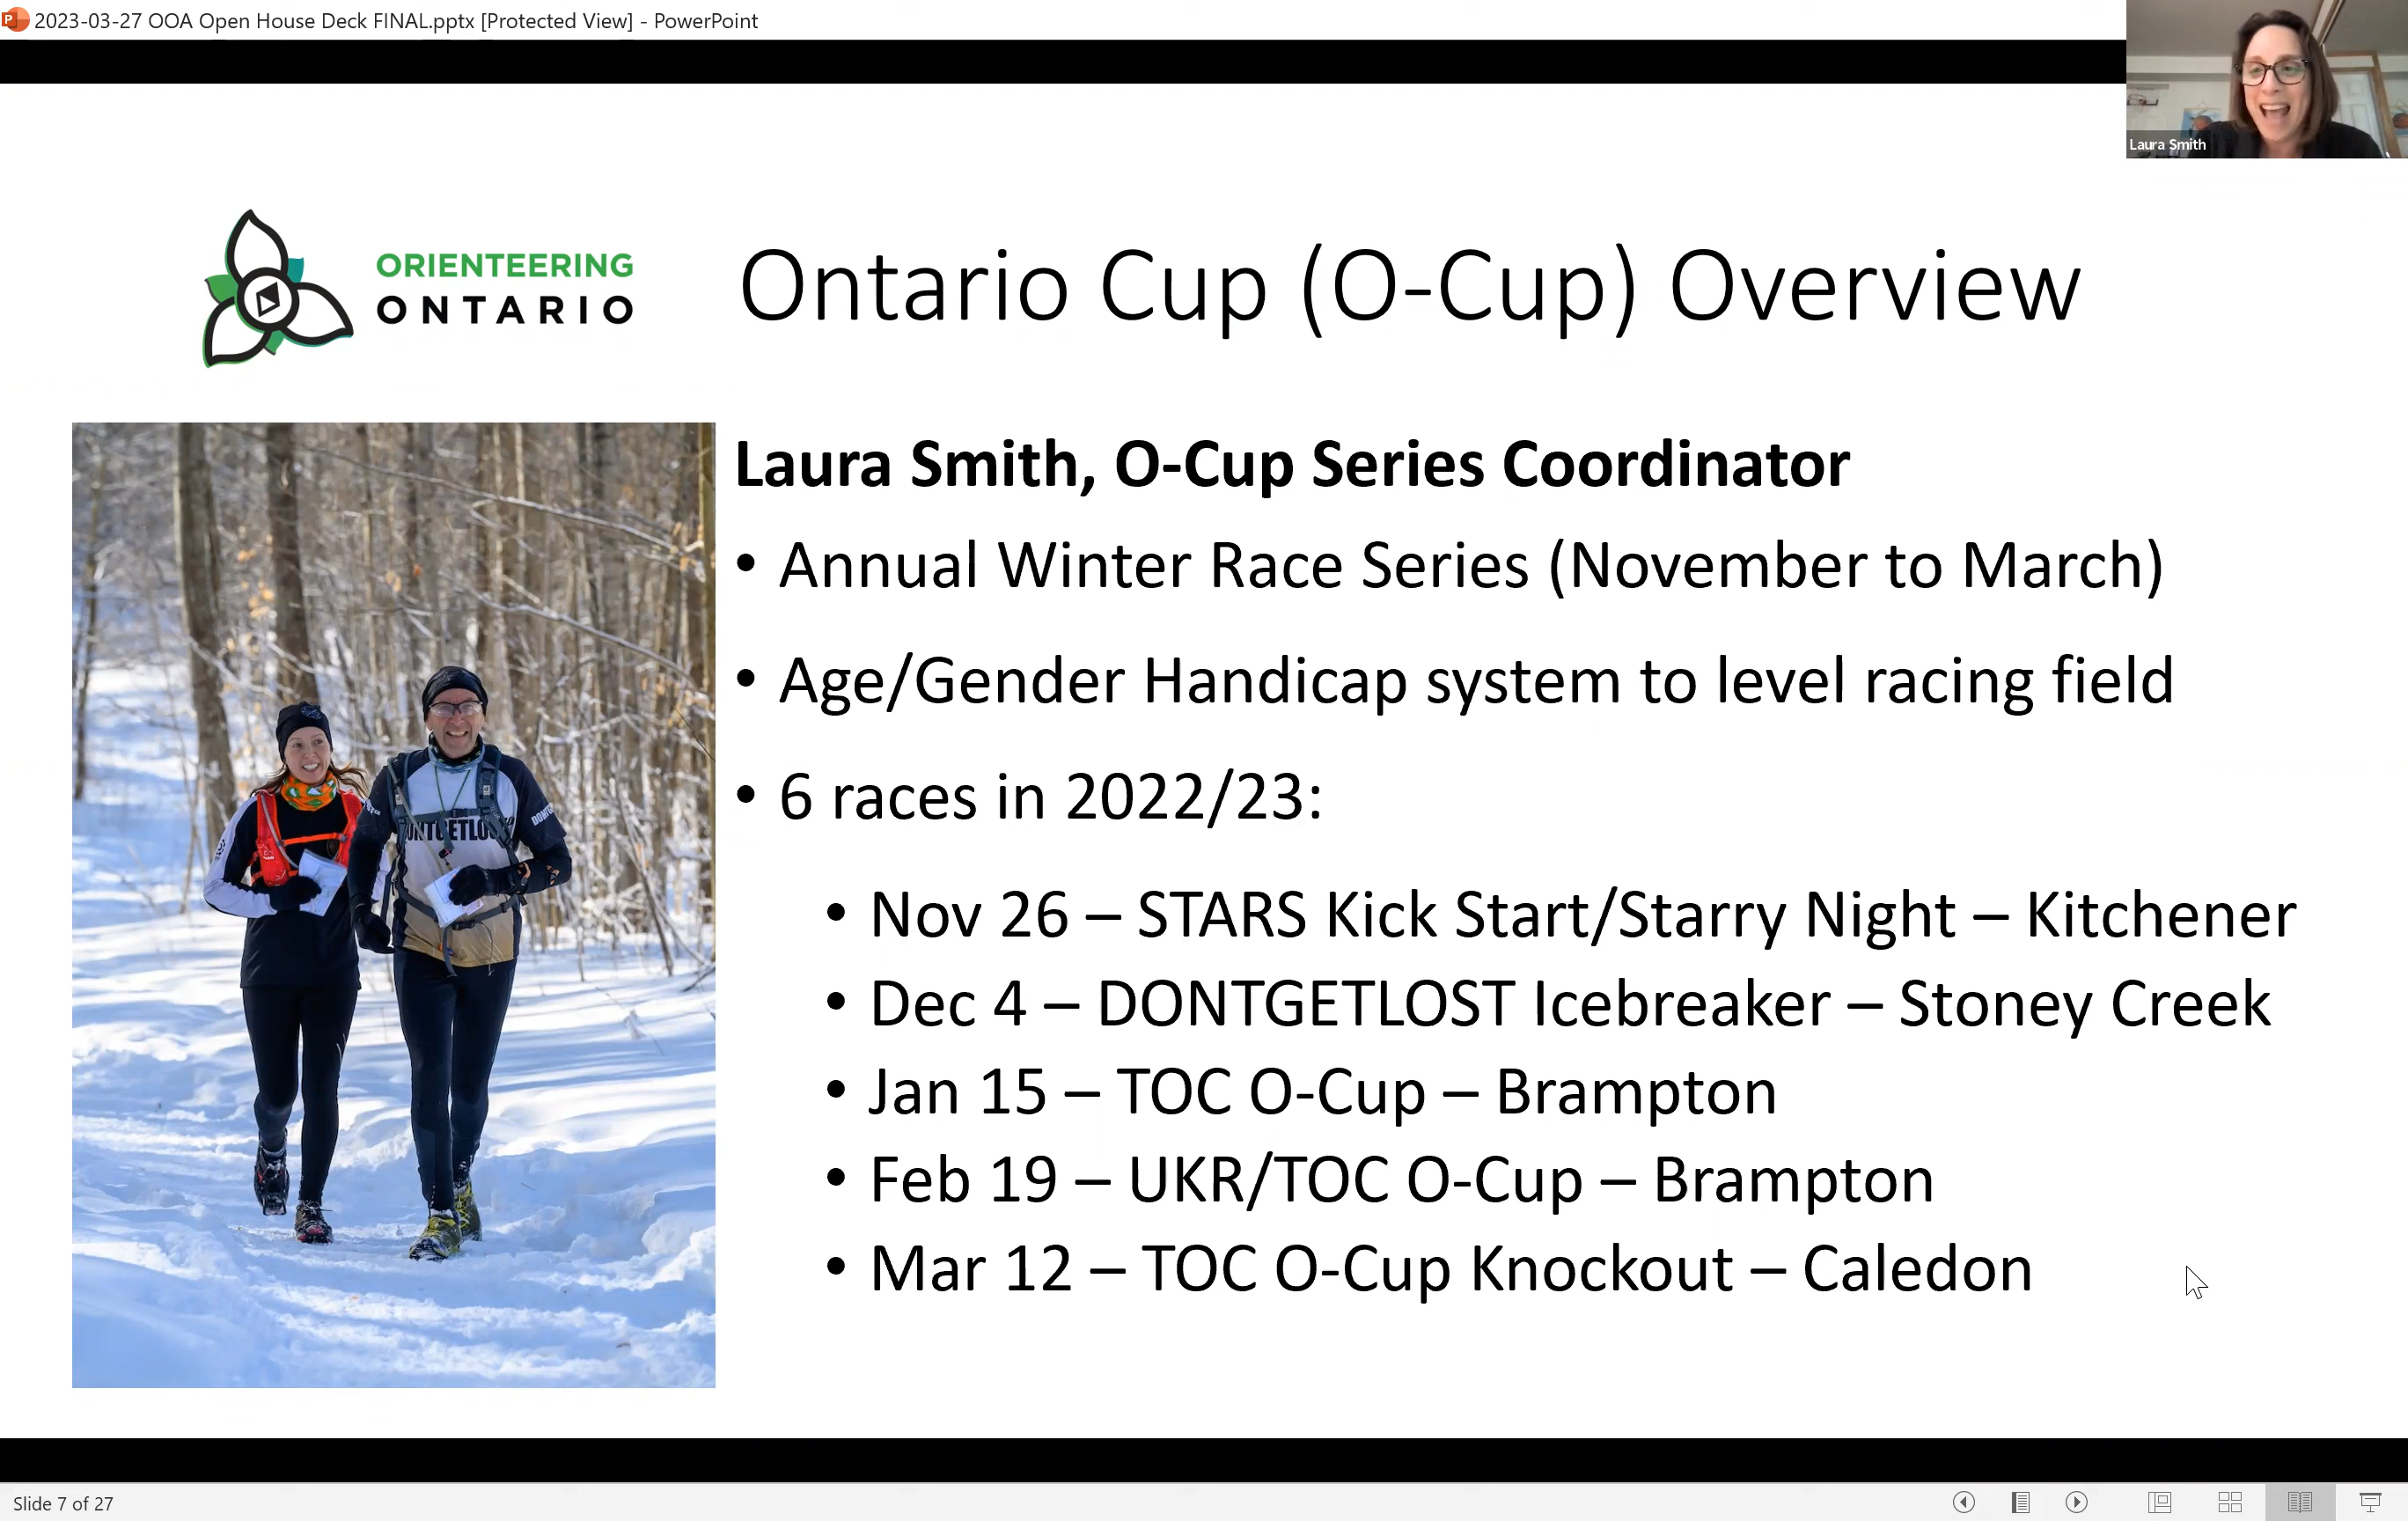 2023-03-27 OOA Open House Deck FINAL.pptx [Protected View] - PowerPoint
Laura Smith
ORIENTEERING
ONTARIO
Ontario Cup (O-Cup) Overview
Laura Smith, O-Cup Series Coordinator
• Annual Winter Race Series (November to March)
• Age/Gender Handicap system to level racing field
• 6 races in 2022/23:
• Nov 26 – STARS Kick Start/Starry Night – Kitchener
• Dec 4 – DONTGETLOST Icebreaker – Stoney Creek
• Jan 15 – TOC O-Cup – Brampton
• Feb 19 – UKR/TOC O-Cup – Brampton
• Mar 12 – TOC O-Cup Knockout – Caledon
Slide 7 of 27